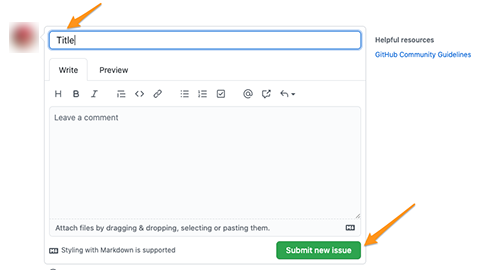 Title
Helpful resources
GitHub Community Guidelines
Write Preview
H B I
Leave a comment
Attach files by dragging & dropping, selecting or pasting them.
Styling with Markdown is supported
Submit new issue